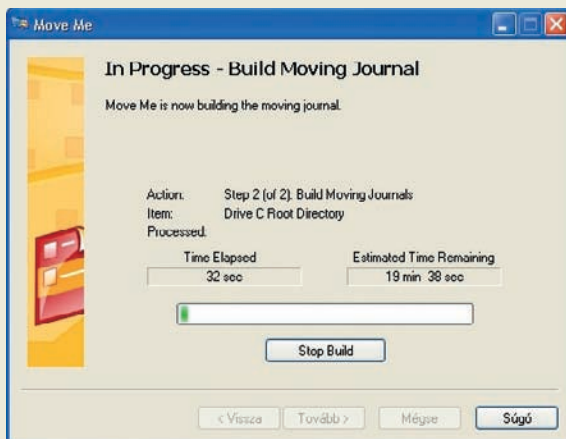 Move Me
In Progress - Build Moving Journal
Move Me is now building the moving journal.
Action: Step 2 (of 2). Build Moving Journals
Item: Drive C Root Directory
Processed:
Time Elapsed Estimated Time Remaining
32 sec 19 min 38 sec
Stop Build
< Vissza Tovább > Mégse Súgó